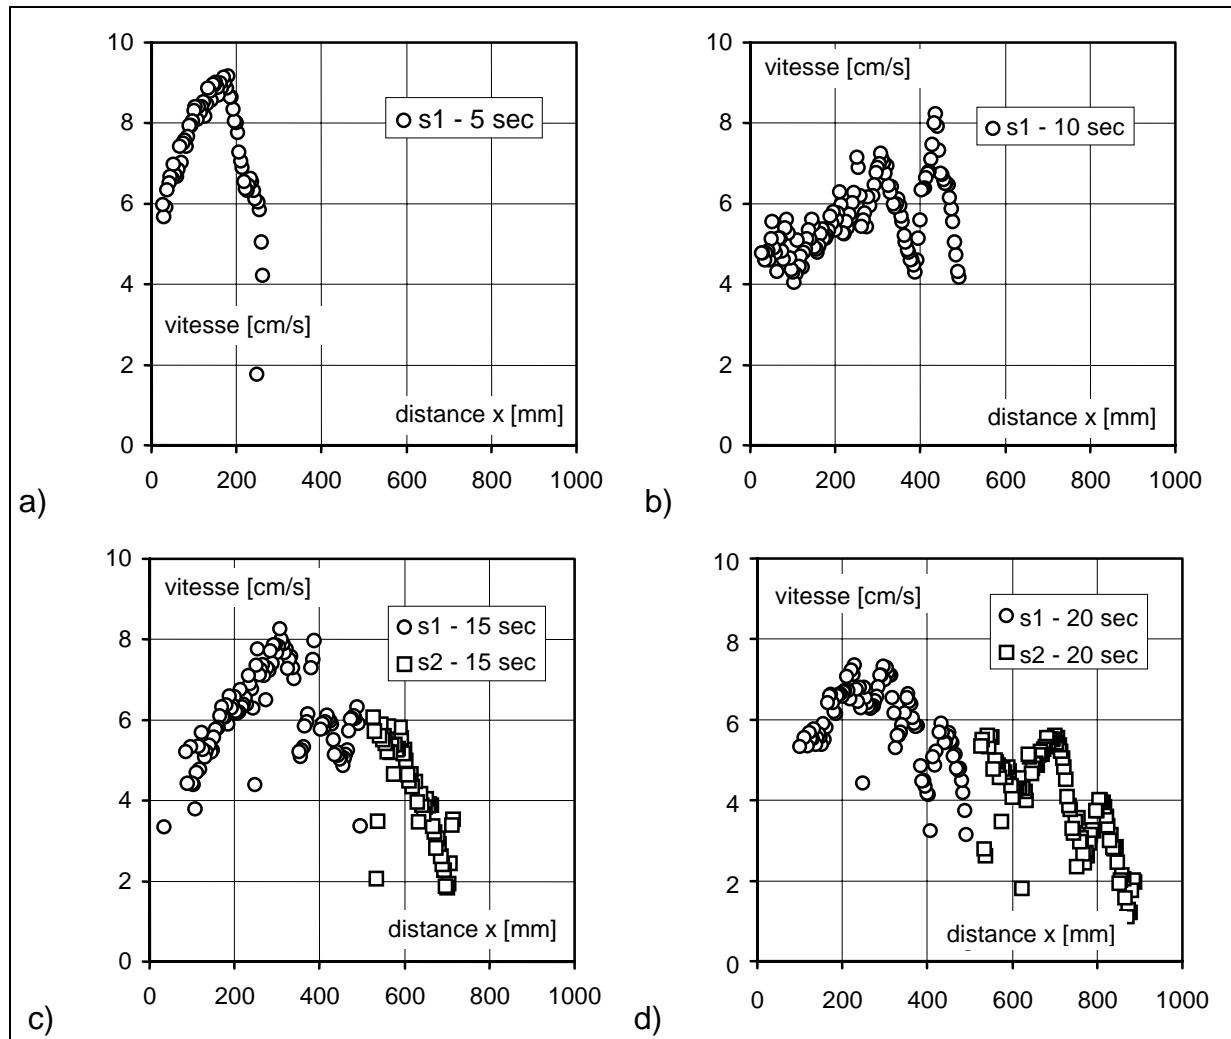 10
8
6
4
2
0
s1 - 5 sec
vitesse [cm/s]
distance x [mm]
0 200 400 600 800 1000
a)
10
8
6
4
2
0
vitesse [cm/s]
s1 - 10 sec
distance x [mm]
0 200 400 600 800 1000
b)
10
8
6
4
2
0
vitesse [cm/s]
s1 - 15 sec
s2 - 15 sec
distance x [mm]
0 200 400 600 800 1000
c)
10
8
6
4
2
0
vitesse [cm/s]
s1 - 20 sec
s2 - 20 sec
distance x [mm]
0 200 400 600 800 1000
d)